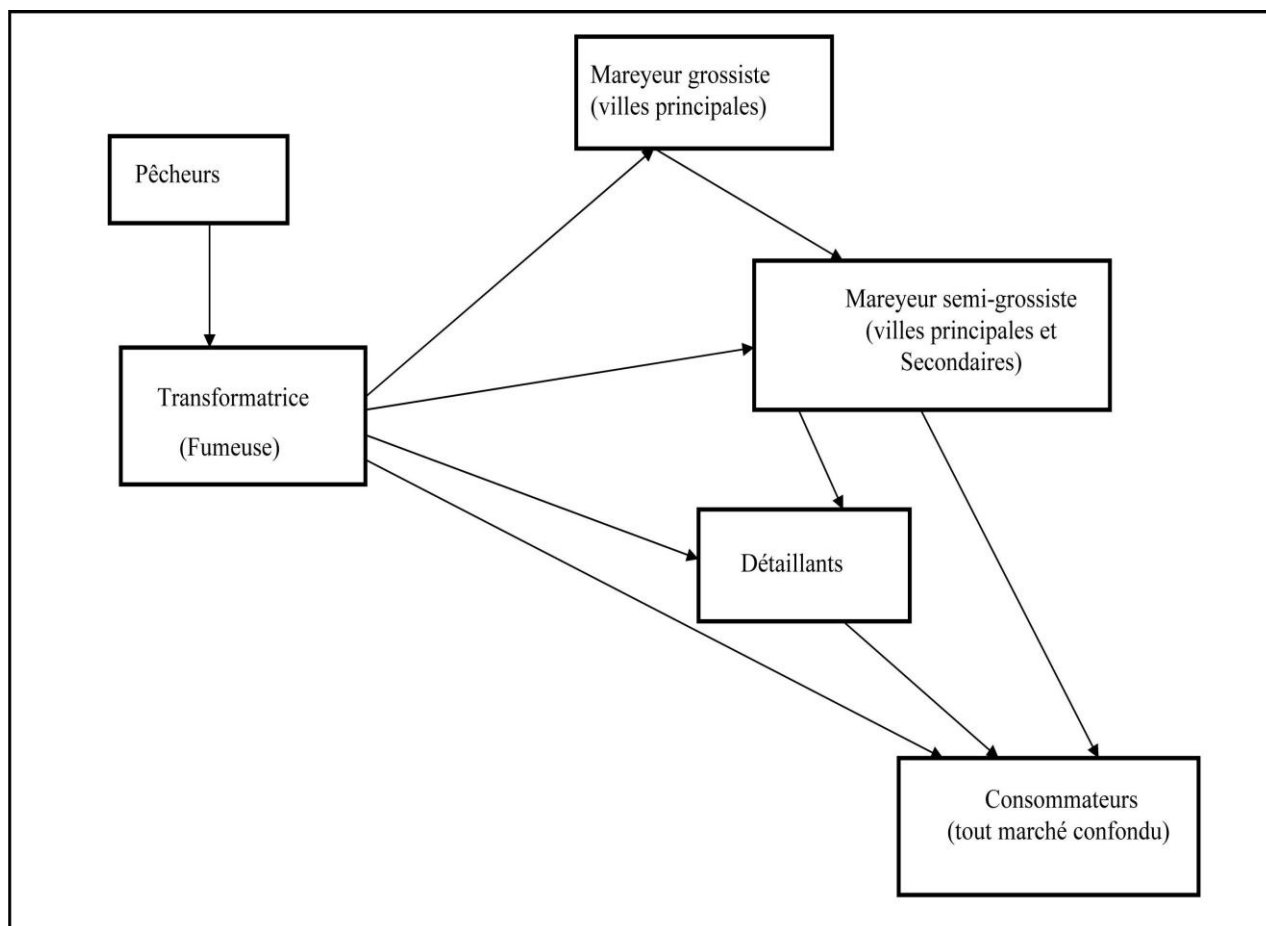 Mareyeur grossiste
(villes principales)
Pêcheurs
Mareyeur semi-grossiste
(villes principales et
Secondaires)
Transformatrice
(Fumeuse)
Détaillants
Consommateurs
(tout marché confondu)